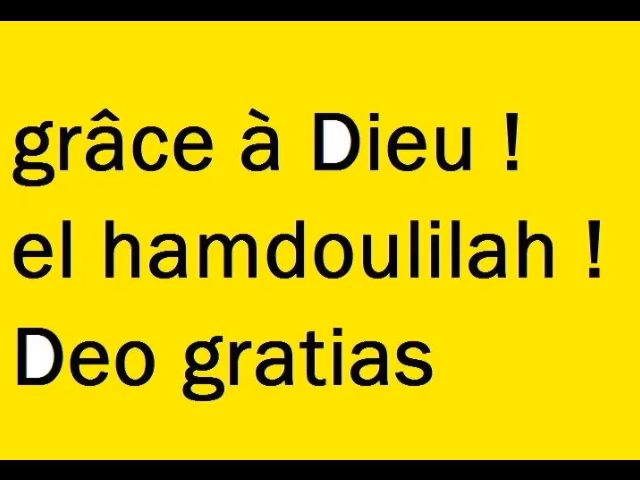 grâce à Dieu !
el hamdoulilah !
Deo gratias